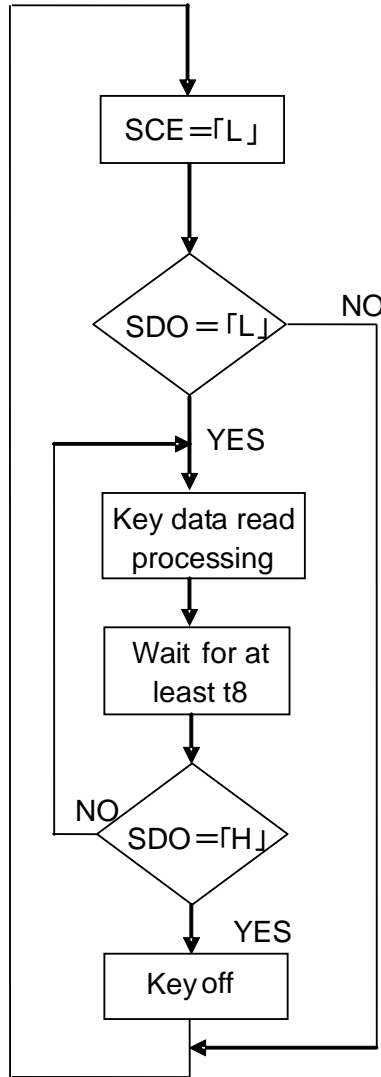 SCE=「L」
SDO=「L」
NO
YES
Key data read
processing
Wait for at
least t8
NO
SDO=「H」
YES
Key off